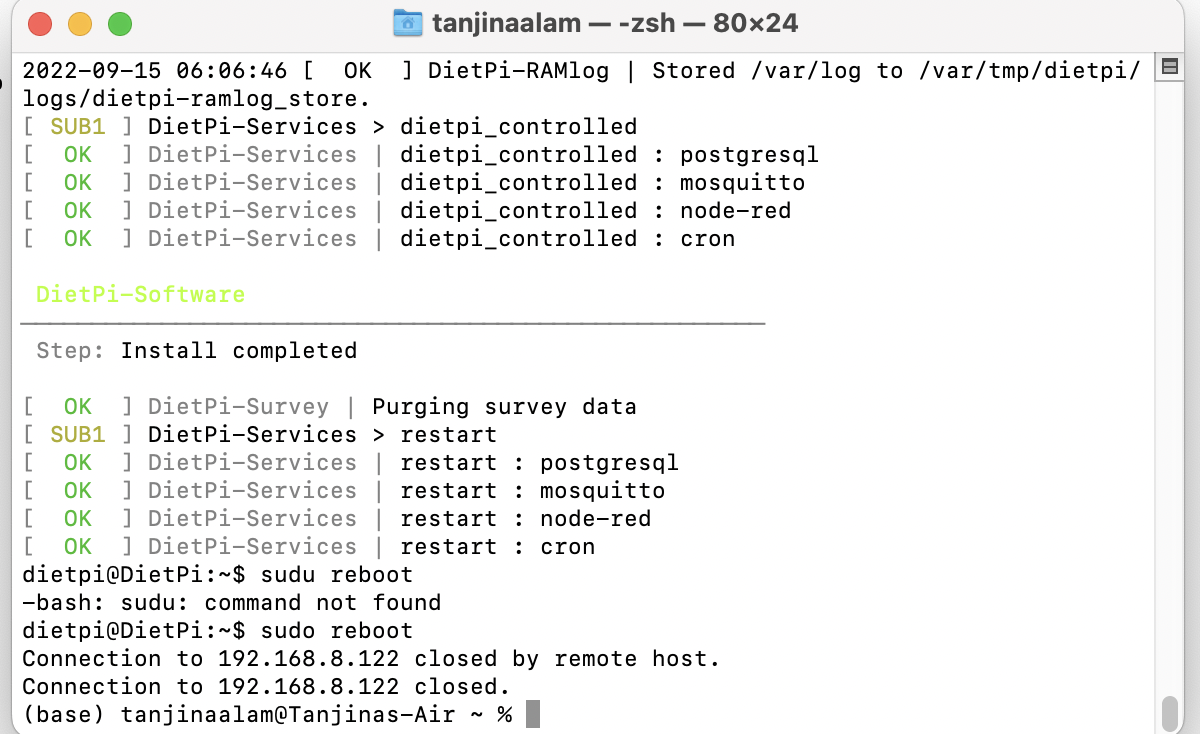 tanjinaalam — -zsh — 80×24
2022-09-15 06:06:46 [  OK  ] DietPi-RAMlog | Stored /var/log to /var/tmp/dietpi/
logs/dietpi-ramlog_store.
[ SUB1 ] DietPi-Services > dietpi_controlled
[  OK  ] DietPi-Services | dietpi_controlled : postgresql
[  OK  ] DietPi-Services | dietpi_controlled : mosquitto
[  OK  ] DietPi-Services | dietpi_controlled : node-red
[  OK  ] DietPi-Services | dietpi_controlled : cron
DietPi-Software
Step: Install completed
[  OK  ] DietPi-Survey | Purging survey data
[ SUB1 ] DietPi-Services > restart
[  OK  ] DietPi-Services | restart : postgresql
[  OK  ] DietPi-Services | restart : mosquitto
[  OK  ] DietPi-Services | restart : node-red
[  OK  ] DietPi-Services | restart : cron
dietpi@DietPi:~$ sudu reboot
-bash: sudu: command not found
dietpi@DietPi:~$ sudo reboot
Connection to 192.168.8.122 closed by remote host.
Connection to 192.168.8.122 closed.
(base) tanjinaalam@Tanjinas-Air ~ %